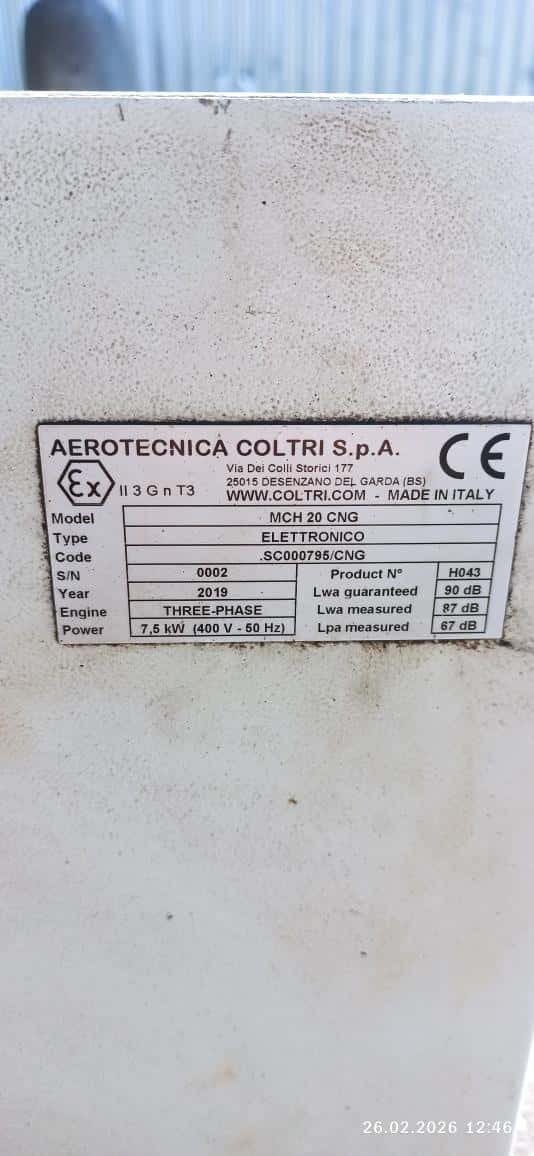 AEROTECNICA COLTRI S.p.A.
CE
Via Dei Colli Storici 177
Ex II 3 G n T3
25015 DESENZANO DEL GARDA (BS)
WWW.COLTRI.COM - MADE IN ITALY
Model MCH 20 CNG
Type ELETTRONICO
Code .SC000795/CNG
S/N 0002 Product N° H043
Year 2019 Lwa guaranteed 90 dB
Engine THREE-PHASE Lwa measured 87 dB
Power 7,5 kW (400 V - 50 Hz) Lpa measured 67 dB
26.02.2026 12:46